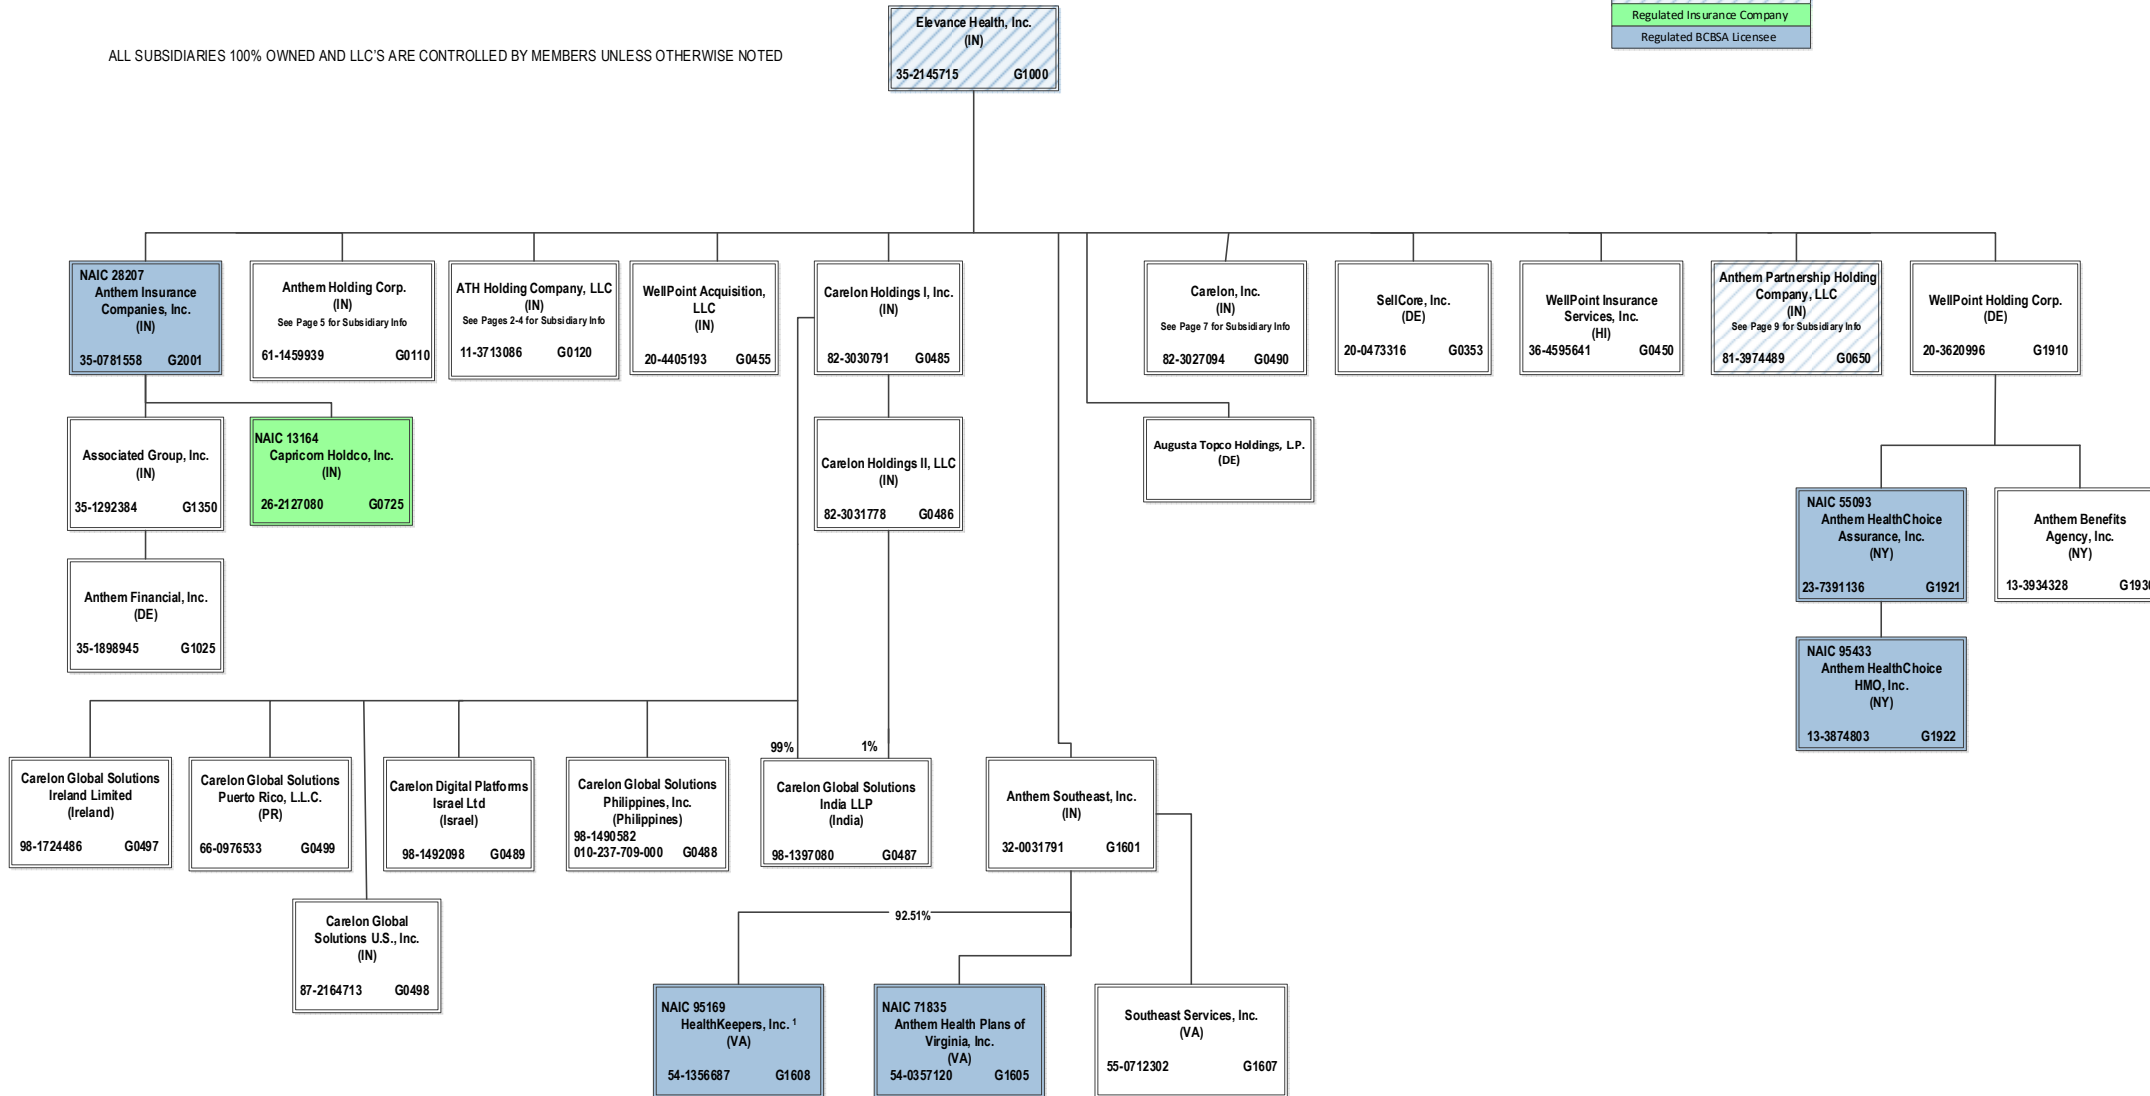 Elevance Health, Inc.
(IN)
35-2145715 G1000
Regulated Insurance Company
Regulated BCBSA Licensee
ALL SUBSIDIARIES 100% OWNED AND LLC'S ARE CONTROLLED BY MEMBERS UNLESS OTHERWISE NOTED
NAIC 28207
Anthem Insurance
Companies, Inc.
(IN)
35-0781558 G2001
Anthem Holding Corp.
(IN)
See Page 5 for Subsidiary Info
61-1459939 G0110
ATH Holding Company, LLC
(IN)
See Pages 2-4 for Subsidiary Info
11-3713086 G0120
WellPoint Acquisition,
LLC
(IN)
20-4405193 G0455
Carelon Holdings I, Inc.
(IN)
82-3030791 G0485
Carelon, Inc.
(IN)
See Page 7 for Subsidiary Info
82-3027094 G0490
SellCore, Inc.
(DE)
20-0473316 G0353
WellPoint Insurance
Services, Inc.
(HI)
36-4595641 G0450
Anthem Partnership Holding
Company, LLC
(IN)
See Page 9 for Subsidiary Info
81-3974489 G0650
WellPoint Holding Corp.
(DE)
20-3620996 G1910
Associated Group, Inc.
(IN)
35-1292384 G1350
NAIC 13164
Capricorn Holdco, Inc.
(IN)
26-2127080 G0725
Carelon Holdings II, LLC
(IN)
82-3031778 G0486
Augusta Topco Holdings, L.P.
(DE)
NAIC 55093
Anthem HealthChoice
Assurance, Inc.
(NY)
23-7391136 G1921
Anthem Benefits
Agency, Inc.
(NY)
13-3934328 G1930
Anthem Financial, Inc.
(DE)
35-1898945 G1025
NAIC 95433
Anthem HealthChoice
HMO, Inc.
(NY)
13-3874803 G1922
99% 1%
Carelon Global Solutions
Ireland Limited
(Ireland)
98-1724486 G0497
Carelon Global Solutions
Puerto Rico, L.L.C.
(PR)
66-0976533 G0499
Carelon Digital Platforms
Israel Ltd
(Israel)
98-1492098 G0489
Carelon Global Solutions
Philippines, Inc.
(Philippines)
98-1490582
010-237-709-000 G0488
Carelon Global Solutions
India LLP
(India)
98-1397080 G0487
Anthem Southeast, Inc.
(IN)
32-0031791 G1601
Carelon Global
Solutions U.S., Inc.
(IN)
87-2164713 G0498
92.51%
NAIC 95169
HealthKeepers, Inc. ¹
(VA)
54-1356687 G1608
NAIC 71835
Anthem Health Plans of
Virginia, Inc.
(VA)
54-0357120 G1605
Southeast Services, Inc.
(VA)
55-0712302 G1607